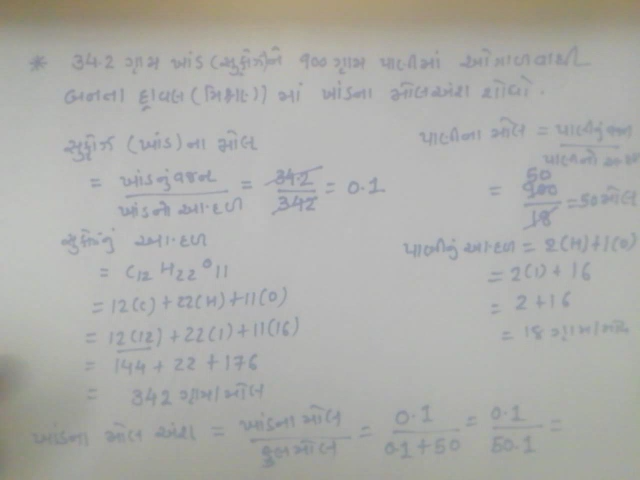 * 34.2 ગ્રામ ખાંડ (સુક્રોઝ)ને ૧૦૦ ગ્રામ પાણીમાં ઓગાળવાથી
બનતા દ્રાવણ (મિશ્રણ) માં ખાંડના મોલઅંશ શોધો.
સુક્રોઝ (ખાંડ) ના મોલ
= ખાંડનું વજન / ખાંડનો આ.દળ = 34.2 / 342 = 0.1
સુક્રોઝનું આ.દળ
= C12 H22 O11
= 12(C) + 22(H) + 11(O)
= 12(12) + 22(1) + 11(16)
= 144 + 22 + 176
= 342 ગ્રામ/મોલ
પાણીના મોલ = પાણીનું વજન / પાણીનો આ.દળ
= 50 900 / 18 = 50 મોલ
પાણીનું આ.દળ = 2(H) + 1(O)
= 2(1) + 16
= 2 + 16
= 18 ગ્રામ/મોલ
ખાંડના મોલ અંશ = ખાંડના મોલ / કુલ મોલ = 0.1 / 0.1 + 50 = 0.1 / 50.1 =